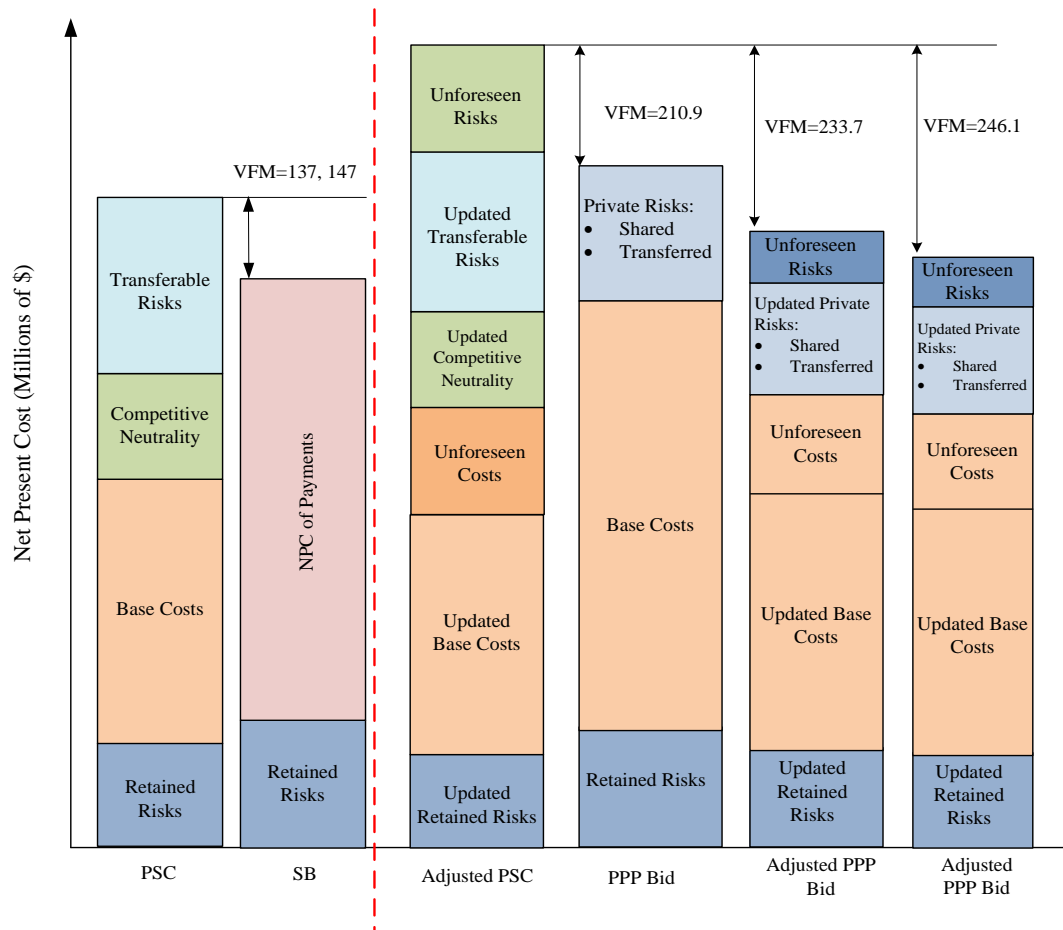 Net Present Cost (Millions of $)
VFM=137, 147
Transferable
Risks
Competitive
Neutrality
Base Costs
Retained
Risks
PSC
NPC of Payments
Retained
Risks
SB
Unforeseen
Risks
Updated
Transferable
Risks
Updated
Competitive
Neutrality
Unforeseen
Costs
Updated
Base Costs
Updated
Retained Risks
Adjusted PSC
VFM=210.9
Private Risks:
● Shared
● Transferred
Base Costs
Retained Risks
PPP Bid
VFM=233.7
Unforeseen
Risks
Updated Private
Risks:
● Shared
● Transferred
Unforeseen
Costs
Updated Base
Costs
Updated
Retained
Risks
Adjusted PPP
Bid
VFM=246.1
Unforeseen
Risks
Updated Private
Risks:
● Shared
● Transferred
Unforeseen
Costs
Updated Base
Costs
Updated
Retained
Risks
Adjusted
PPP Bid